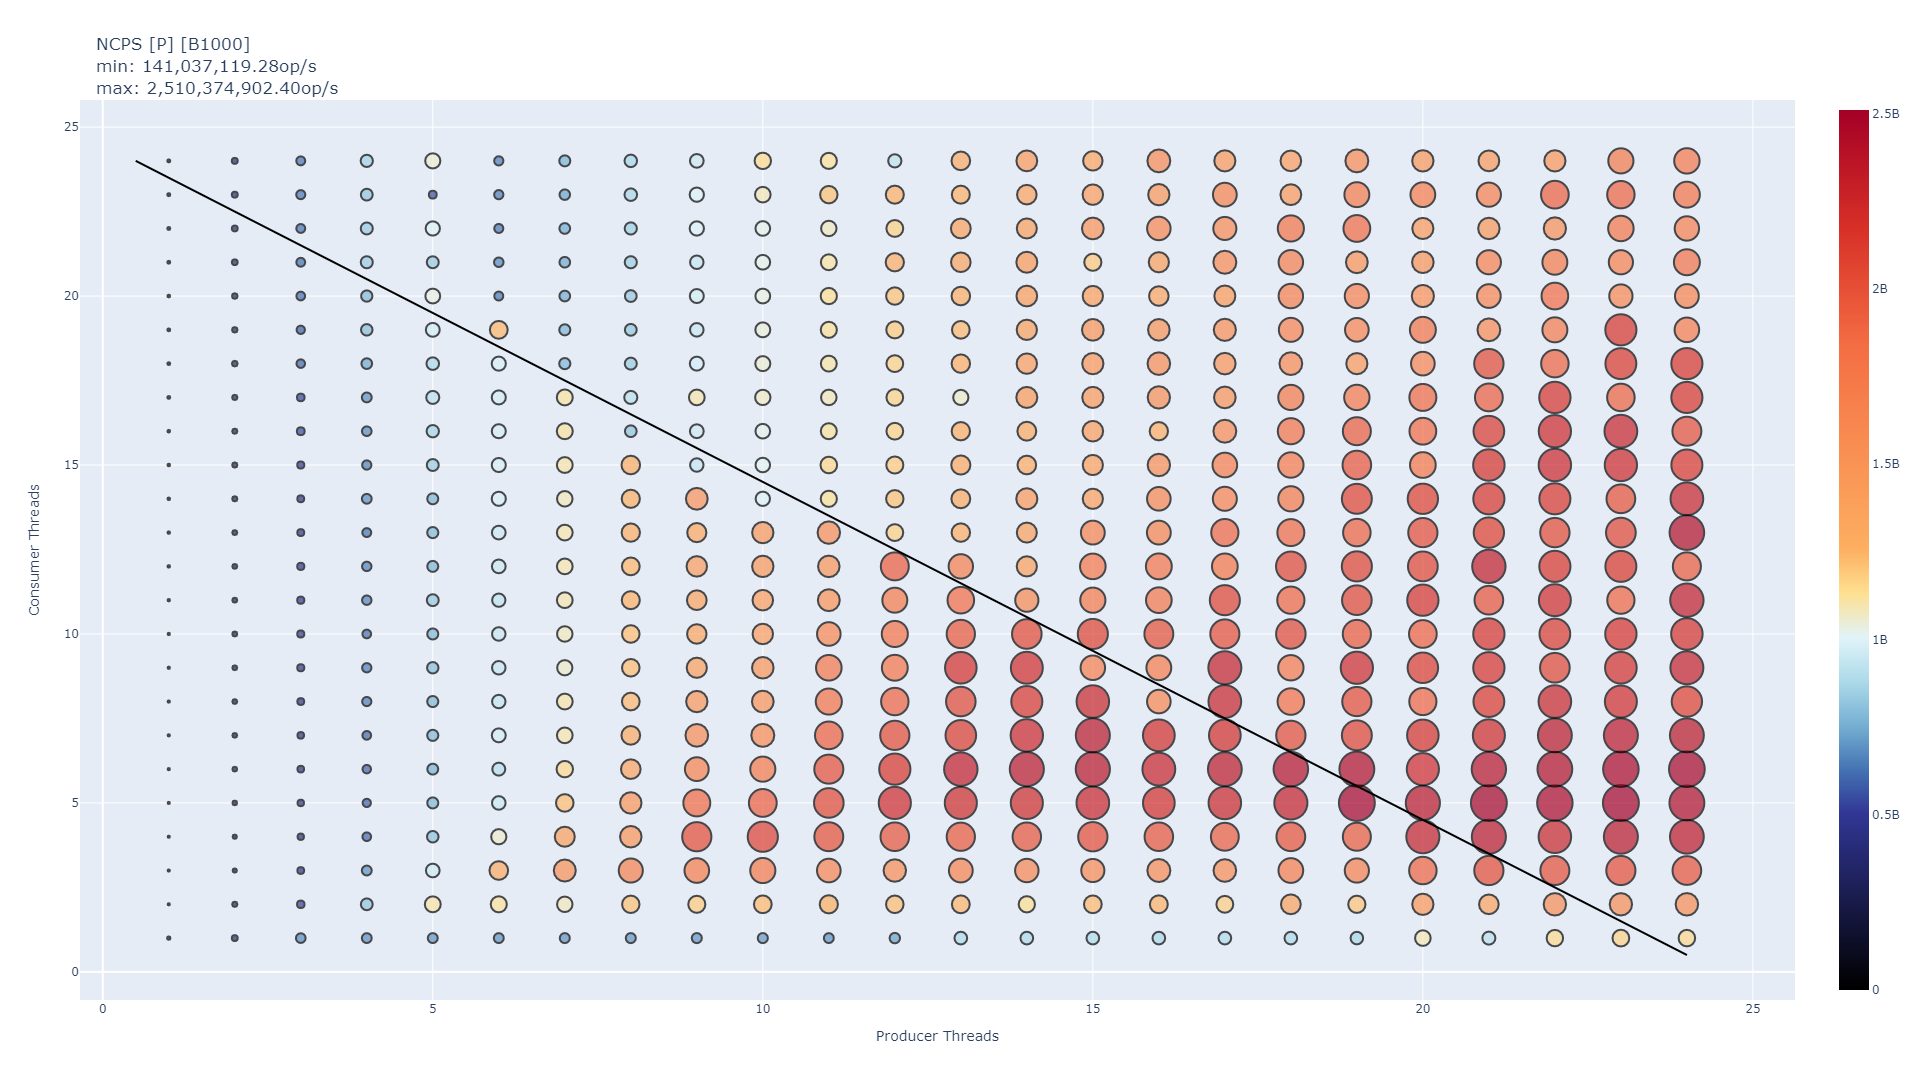 NCPS [P] [B1000]
min: 141,037,119.28op/s
max: 2,510,374,902.40op/s
25
20
15
10
5
0
Consumer Threads
0
5
10
15
20
25
Producer Threads
2.5B
2B
1.5B
1B
0.5B
0